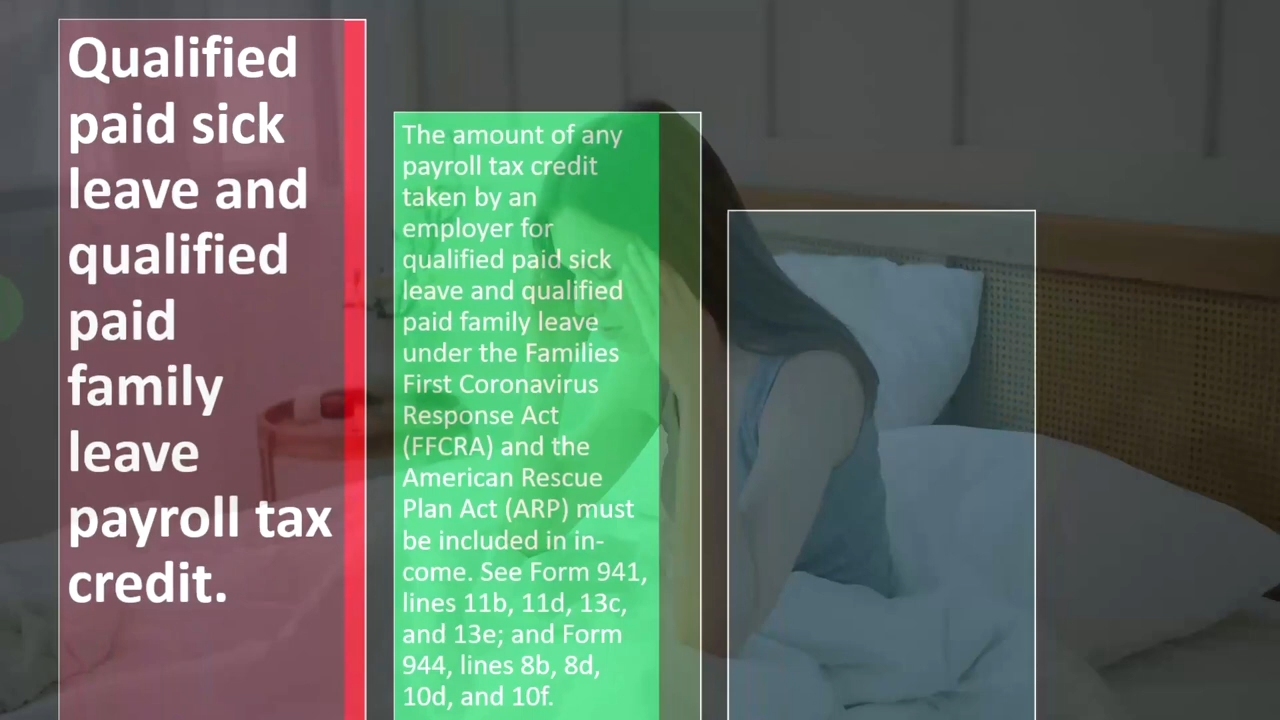 Qualified
paid sick
leave and
qualified
paid
family
leave
payroll tax
credit.
The amount of any
payroll tax credit
taken by an
employer for
qualified paid sick
leave and qualified
paid family leave
under the Families
First Coronavirus
Response Act
(FFCRA) and the
American Rescue
Plan Act (ARP) must
be included in in-
come. See Form 941,
lines 11b, 11d, 13c,
and 13e; and Form
944, lines 8b, 8d,
10d, and 10f.